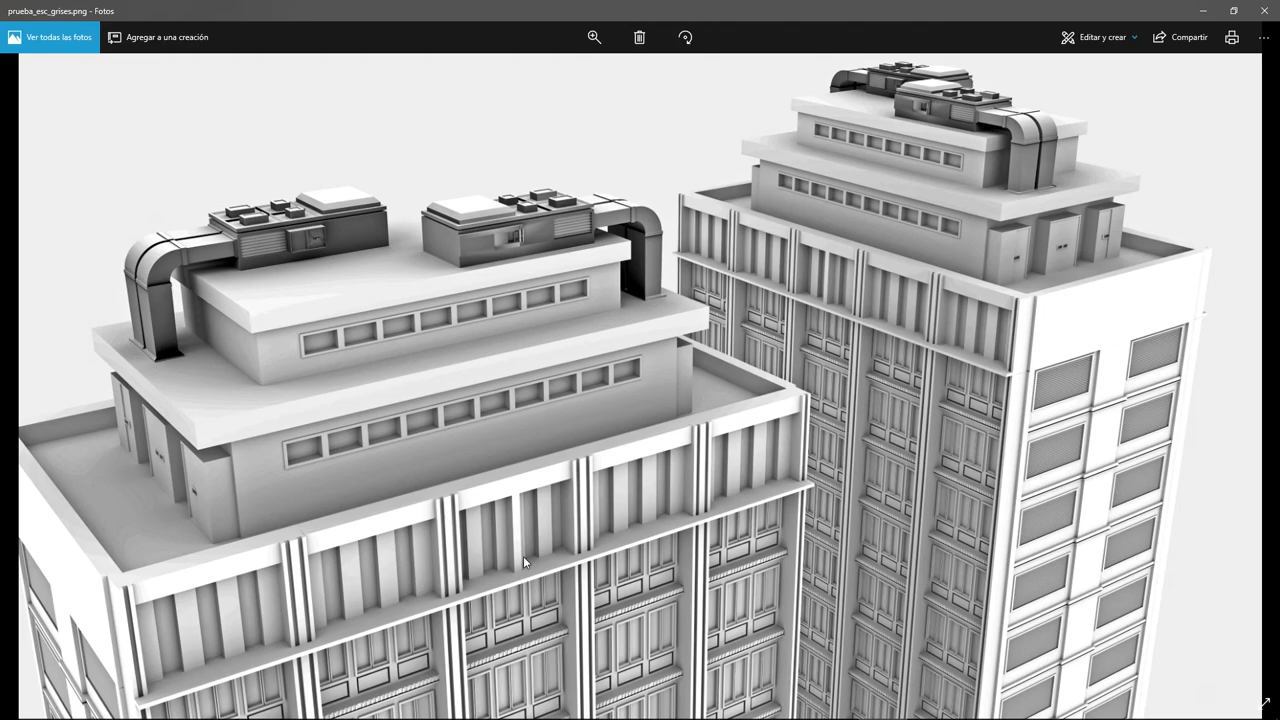 prueba_esc_grises.png - Fotos
Ver todas las fotos
Agregar a una creación
Editar y crear
Compartir